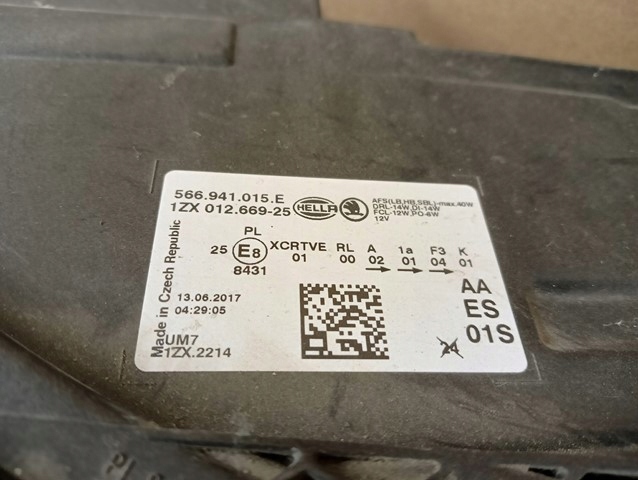 566.941.015.E
1ZX 012.669-25
HELLA
AFS(LB,HB,SBL)-max.40W
DRL-14W,DI-14W
FCL-12W,PO-6W
12V
PL
25 E8 XCRTVE RL A 1a F3 K
8431 01 00 02 01 04 01
Made in Czech Republic
13.06.2017
04:29:05
UM7
1ZX.2214
AA
ES
01S
24